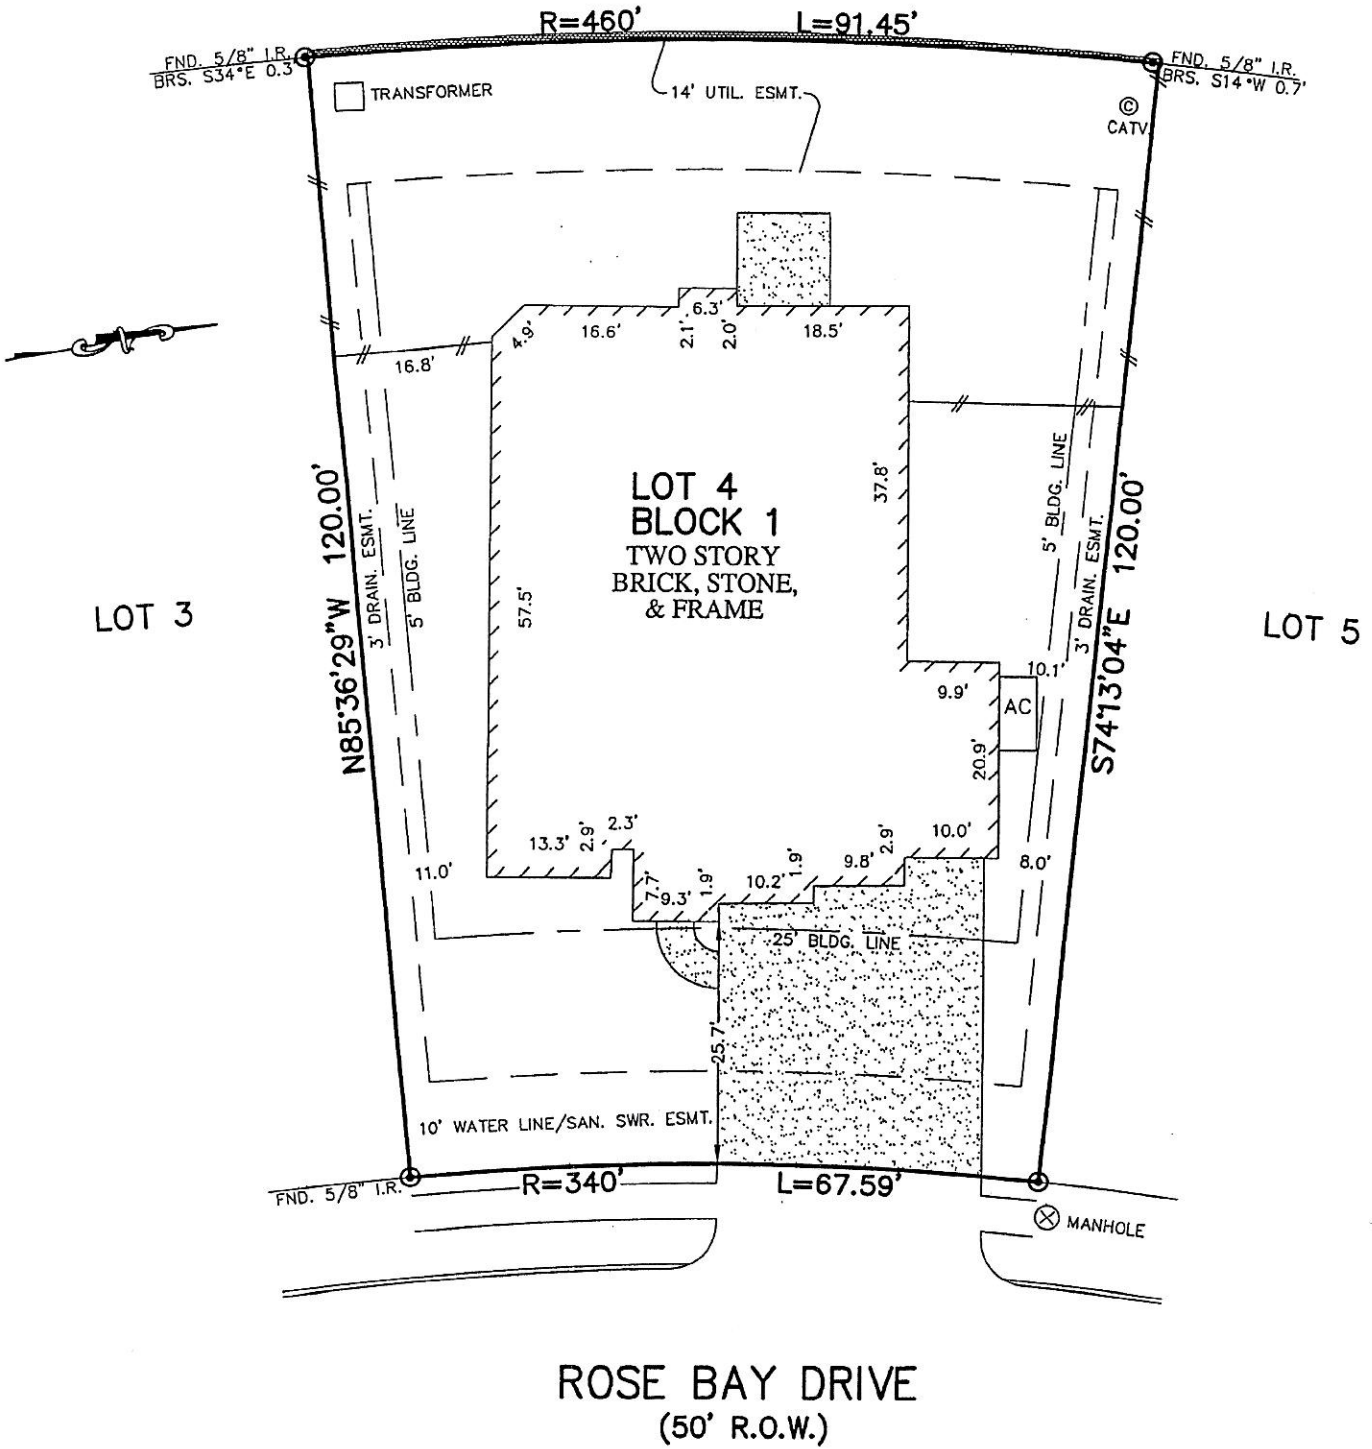 R=460'
L=91.45'
FND. 5/8" I.R.
BRS. S34°E 0.3'
FND. 5/8" I.R.
BRS. S14°W 0.7'
TRANSFORMER
14' UTIL. ESMT.
©
CATV.
4.9'
16.6'
2.1'
6.3'
2.0'
18.5'
16.8'
37.8'
LOT 4
BLOCK 1
TWO STORY
BRICK, STONE,
& FRAME
N85°36'29"W 120.00'
3' DRAIN. ESMT.
5' BLDG. LINE
57.5'
5' BLDG. LINE
3' DRAIN. ESMT.
S74°13'04"E 120.00'
LOT 3
LOT 5
10.1'
9.9'
AC
20.9'
13.3'
2.9'
2.3'
7.7'
9.3'
1.9'
10.2'
1.9'
9.8'
2.9'
10.0'
11.0'
8.0'
25' BLDG. LINE
25.7'
10' WATER LINE/SAN. SWR. ESMT.
FND. 5/8" I.R.
R=340'
L=67.59'
MANHOLE
ROSE BAY DRIVE
(50' R.O.W.)